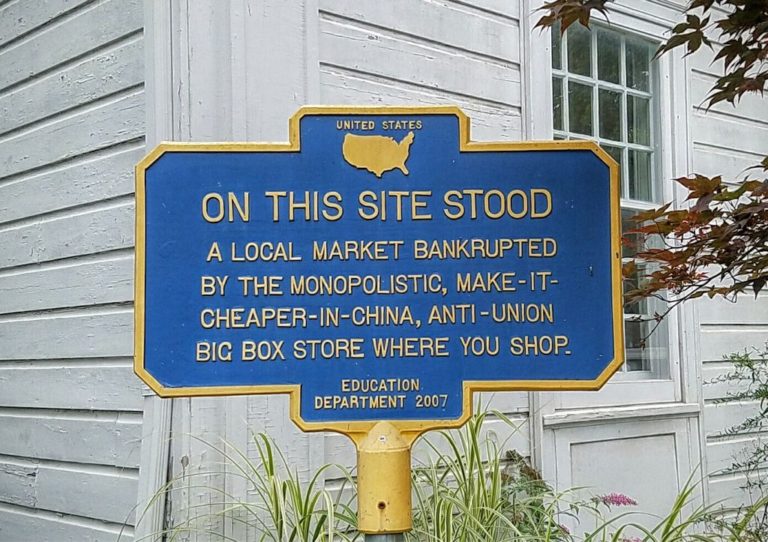 UNITED STATES
ON THIS SITE STOOD
A LOCAL MARKET BANKRUPTED
BY THE MONOPOLISTIC, MAKE-IT-
CHEAPER-IN-CHINA, ANTI-UNION
BIG BOX STORE WHERE YOU SHOP.
EDUCATION
DEPARTMENT 2007